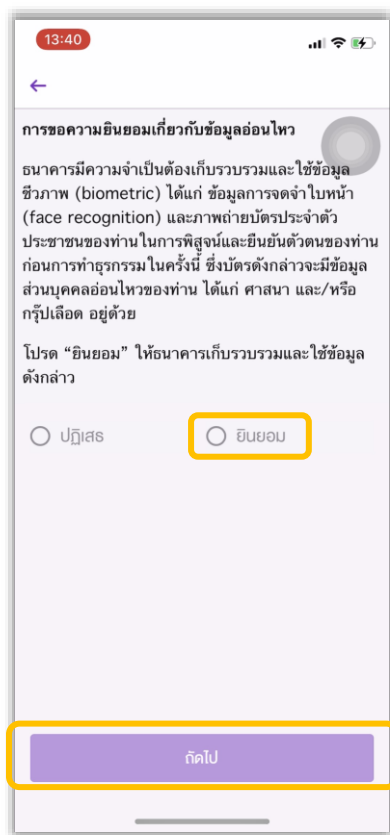 13:40
การขอความยินยอมเกี่ยวกับข้อมูลอ่อนไหว
ธนาคารมีความจำเป็นต้องเก็บรวบรวมและใช้ข้อมูล
ชีวภาพ (biometric) ได้แก่ ข้อมูลการจดจำใบหน้า
(face recognition) และภาพถ่ายบัตรประจำตัว
ประชาชนของท่านในการพิสูจน์และยืนยันตัวตนของท่าน
ก่อนการทำธุรกรรมในครั้งนี้ ซึ่งบัตรดังกล่าวจะมีข้อมูล
ส่วนบุคคลอ่อนไหวของท่าน ได้แก่ ศาสนา และ/หรือ
กรุ๊ปเลือด อยู่ด้วย
โปรด “ยินยอม” ให้ธนาคารเก็บรวบรวมและใช้ข้อมูล
ดังกล่าว
ปฏิเสธ ยินยอม
ถัดไป